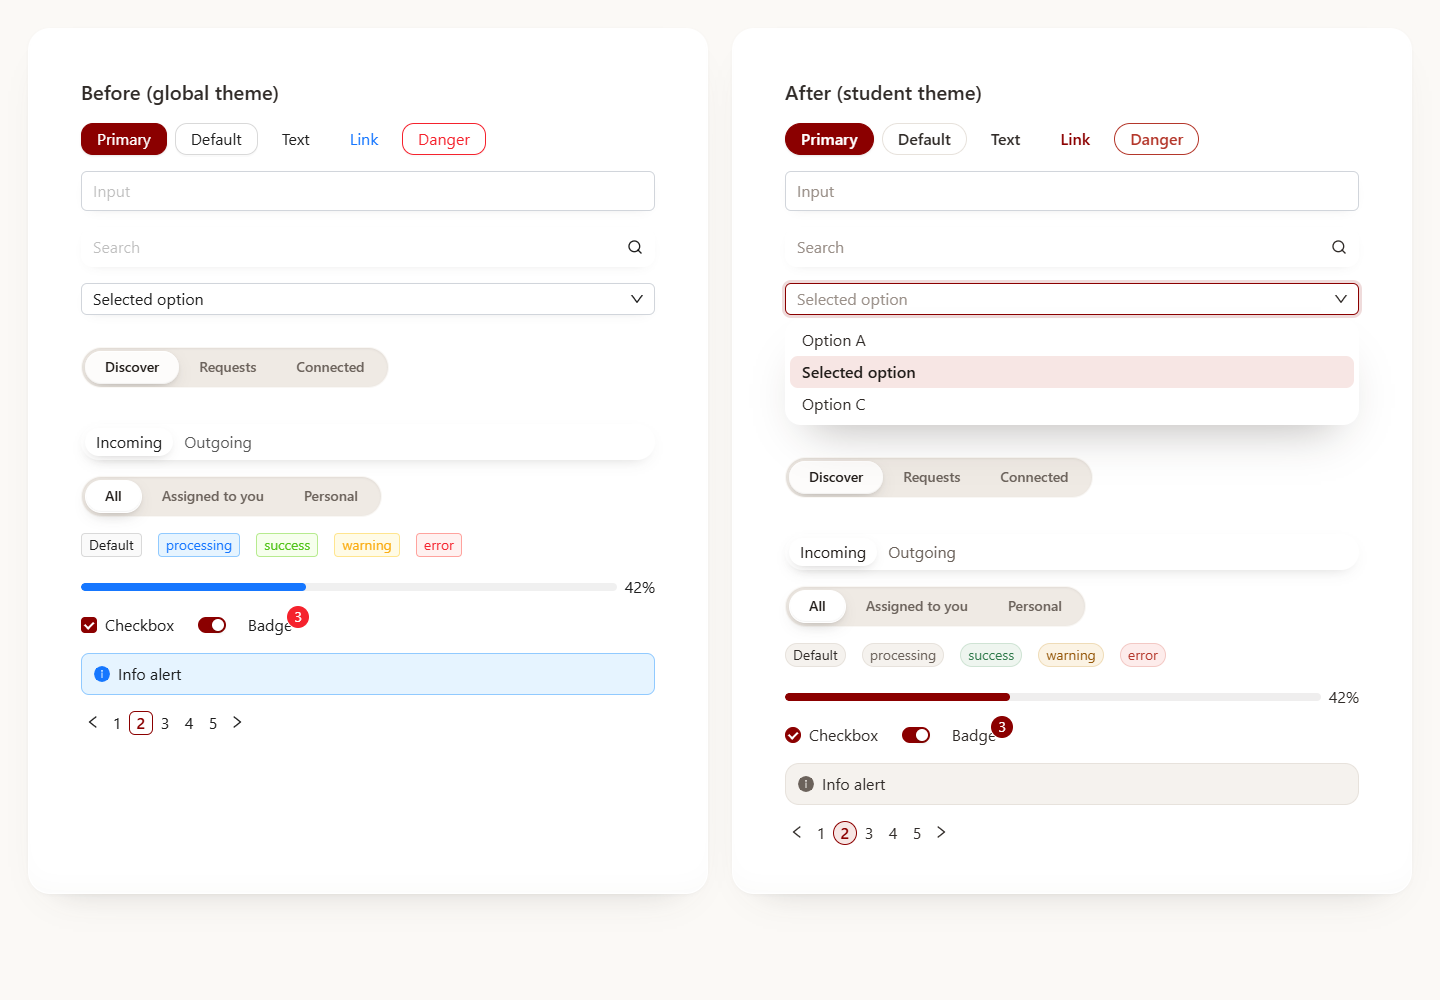 Before (global theme)
Primary Default Text Link Danger
Input
Search
Selected option
Discover Requests Connected
Incoming Outgoing
All Assigned to you Personal
Default processing success warning error
42%
Checkbox Badge 3
Info alert
1 2 3 4 5
After (student theme)
Primary Default Text Link Danger
Input
Search
Selected option
Option A
Selected option
Option C
Discover Requests Connected
Incoming Outgoing
All Assigned to you Personal
Default processing success warning error
42%
Checkbox Badge 3
Info alert
1 2 3 4 5